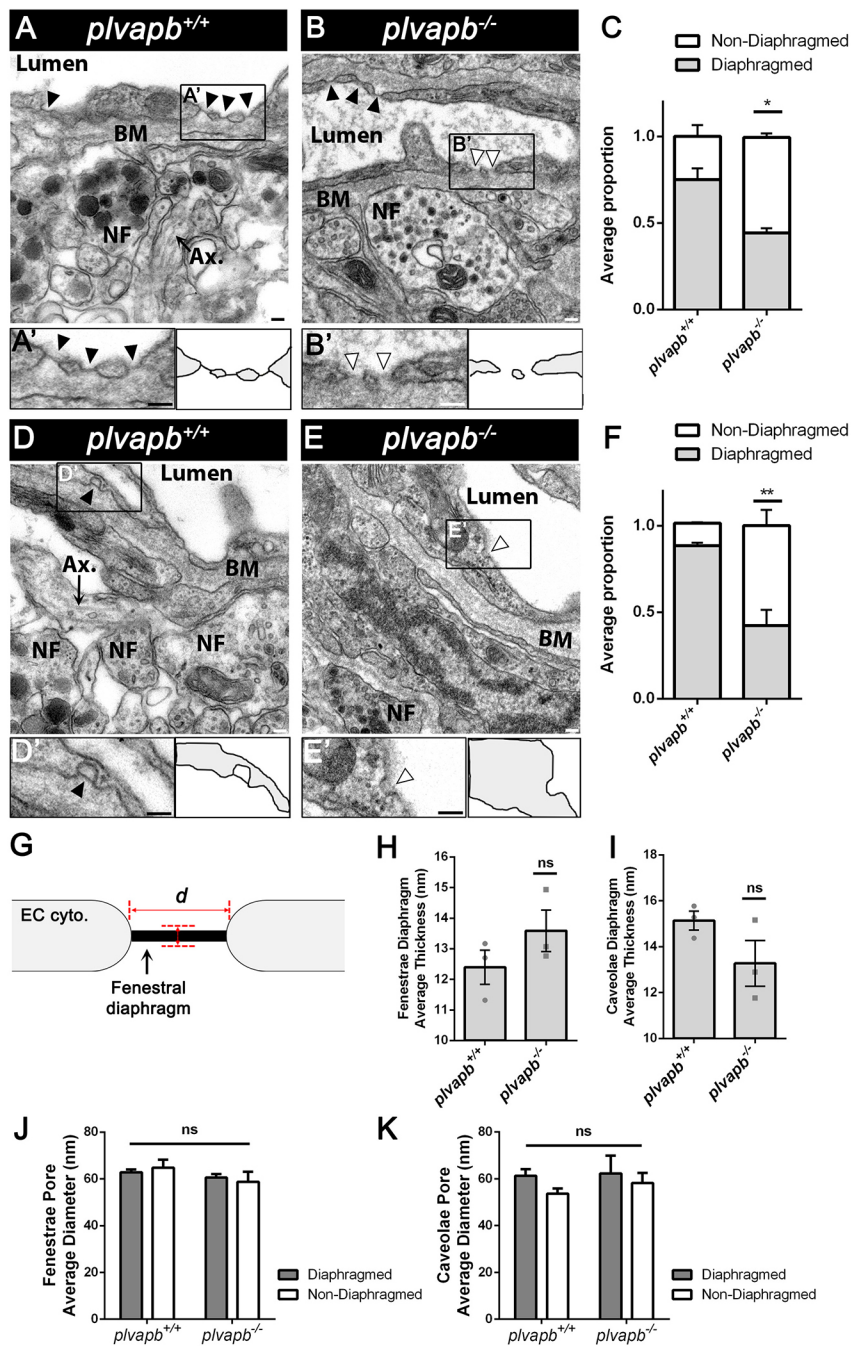 A plvapb+/+
Lumen
A'
BM
NF
Ax.
A'
B plvapb-/-
Lumen
B'
BM
NF
B'
C
Non-Diaphragmed
Diaphragmed
Average proportion
1.0
0.5
0.0
*
plvapb+/+
plvapb-/-
D plvapb+/+
D'
Lumen
Ax.
BM
NF
NF
NF
D'
E plvapb-/-
Lumen
E'
BM
NF
E'
F
Non-Diaphragmed
Diaphragmed
Average proportion
1.0
0.5
0.0
**
plvapb+/+
plvapb-/-
G
d
EC cyto.
Fenestral
diaphragm
H
Fenestrae Diaphragm
Average Thickness (nm)
16
15
14
13
12
11
10
ns
plvapb+/+
plvapb-/-
I
Caveolae Diaphragm
Average Thickness (nm)
18
16
14
12
10
ns
plvapb+/+
plvapb-/-
J
Fenestrae Pore
Average Diameter (nm)
80
60
40
20
0
ns
plvapb+/+
plvapb-/-
Diaphragmed
Non-Diaphragmed
K
Caveolae Pore
Average Diameter (nm)
80
60
40
20
0
ns
plvapb+/+
plvapb-/-
Diaphragmed
Non-Diaphragmed